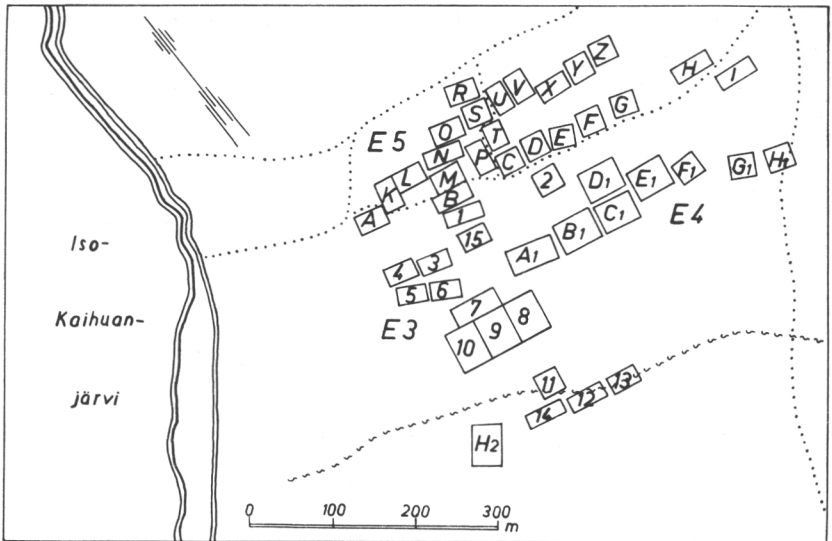 Z
Y
X
V
U
R
S
T
O
N
P
M
L
K
A
B
C
D
E
F
G
H
I
E5
1
2
15
A1
B1
C1
D1
E1
F1
G1
H1
E4
4
3
5
6
E3
7
8
9
10
11
12
13
14
H2
Iso-
Kaihuan-
järvi
0 100 200 300
m